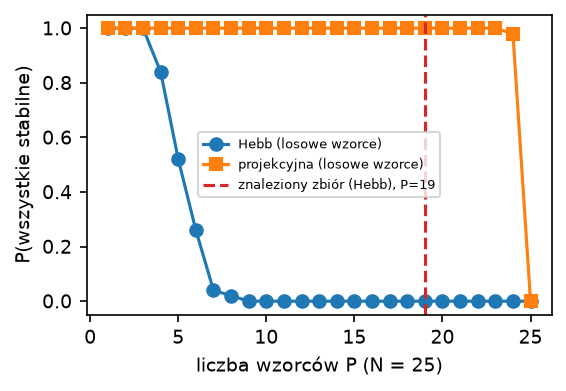 1.0
0.8
0.6
0.4
0.2
0.0
P(wszystkie stabilne)
Hebb (losowe wzorce)
projekcyjna (losowe wzorce)
znaleziony zbiór (Hebb), P=19
0 5 10 15 20 25
liczba wzorców P (N = 25)